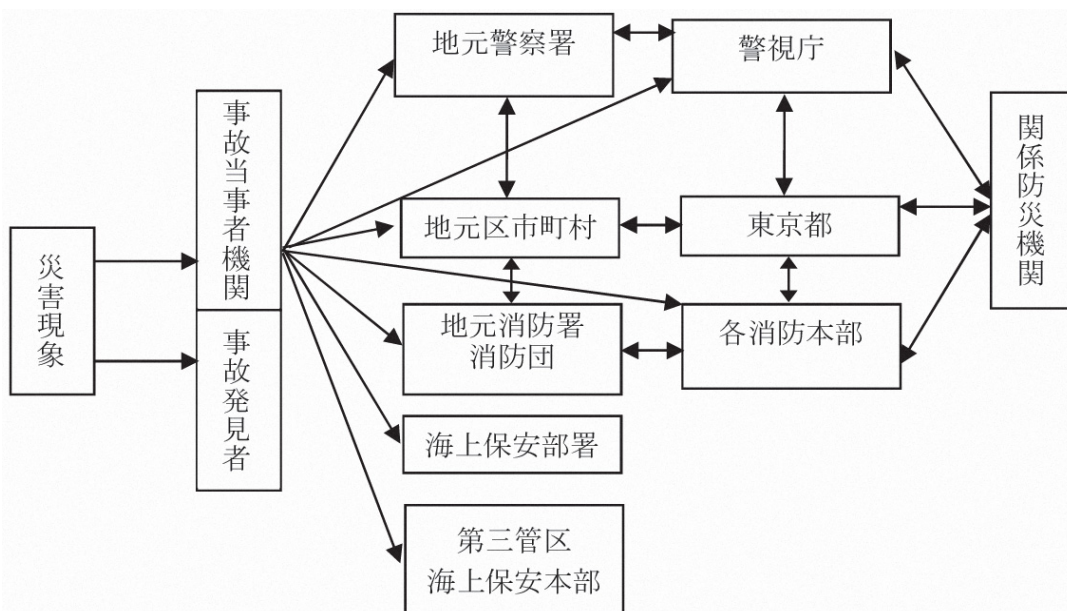 災害現象
事故当事者機関
事故発見者
地元警察署
警視庁
地元区市町村
東京都
地元消防署
消防団
各消防本部
海上保安部署
第三管区
海上保安本部
関係防災機関